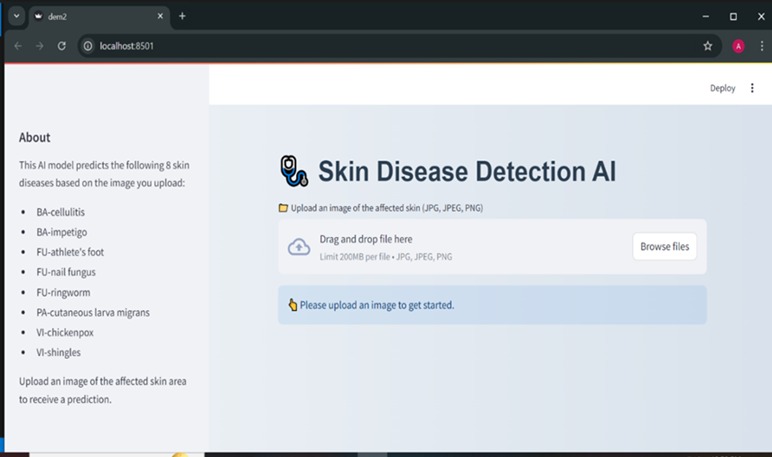 dem2
localhost:8501
A
Deploy
About
This AI model predicts the following 8 skin
diseases based on the image you upload:
BA-cellulitis
BA-impetigo
FU-athlete's foot
FU-nail fungus
FU-ringworm
PA-cutaneous larva migrans
VI-chickenpox
VI-shingles
Upload an image of the affected skin area
to receive a prediction.
Skin Disease Detection AI
Upload an image of the affected skin (JPG, JPEG, PNG)
Drag and drop file here
Limit 200MB per file • JPG, JPEG, PNG
Browse files
Please upload an image to get started.